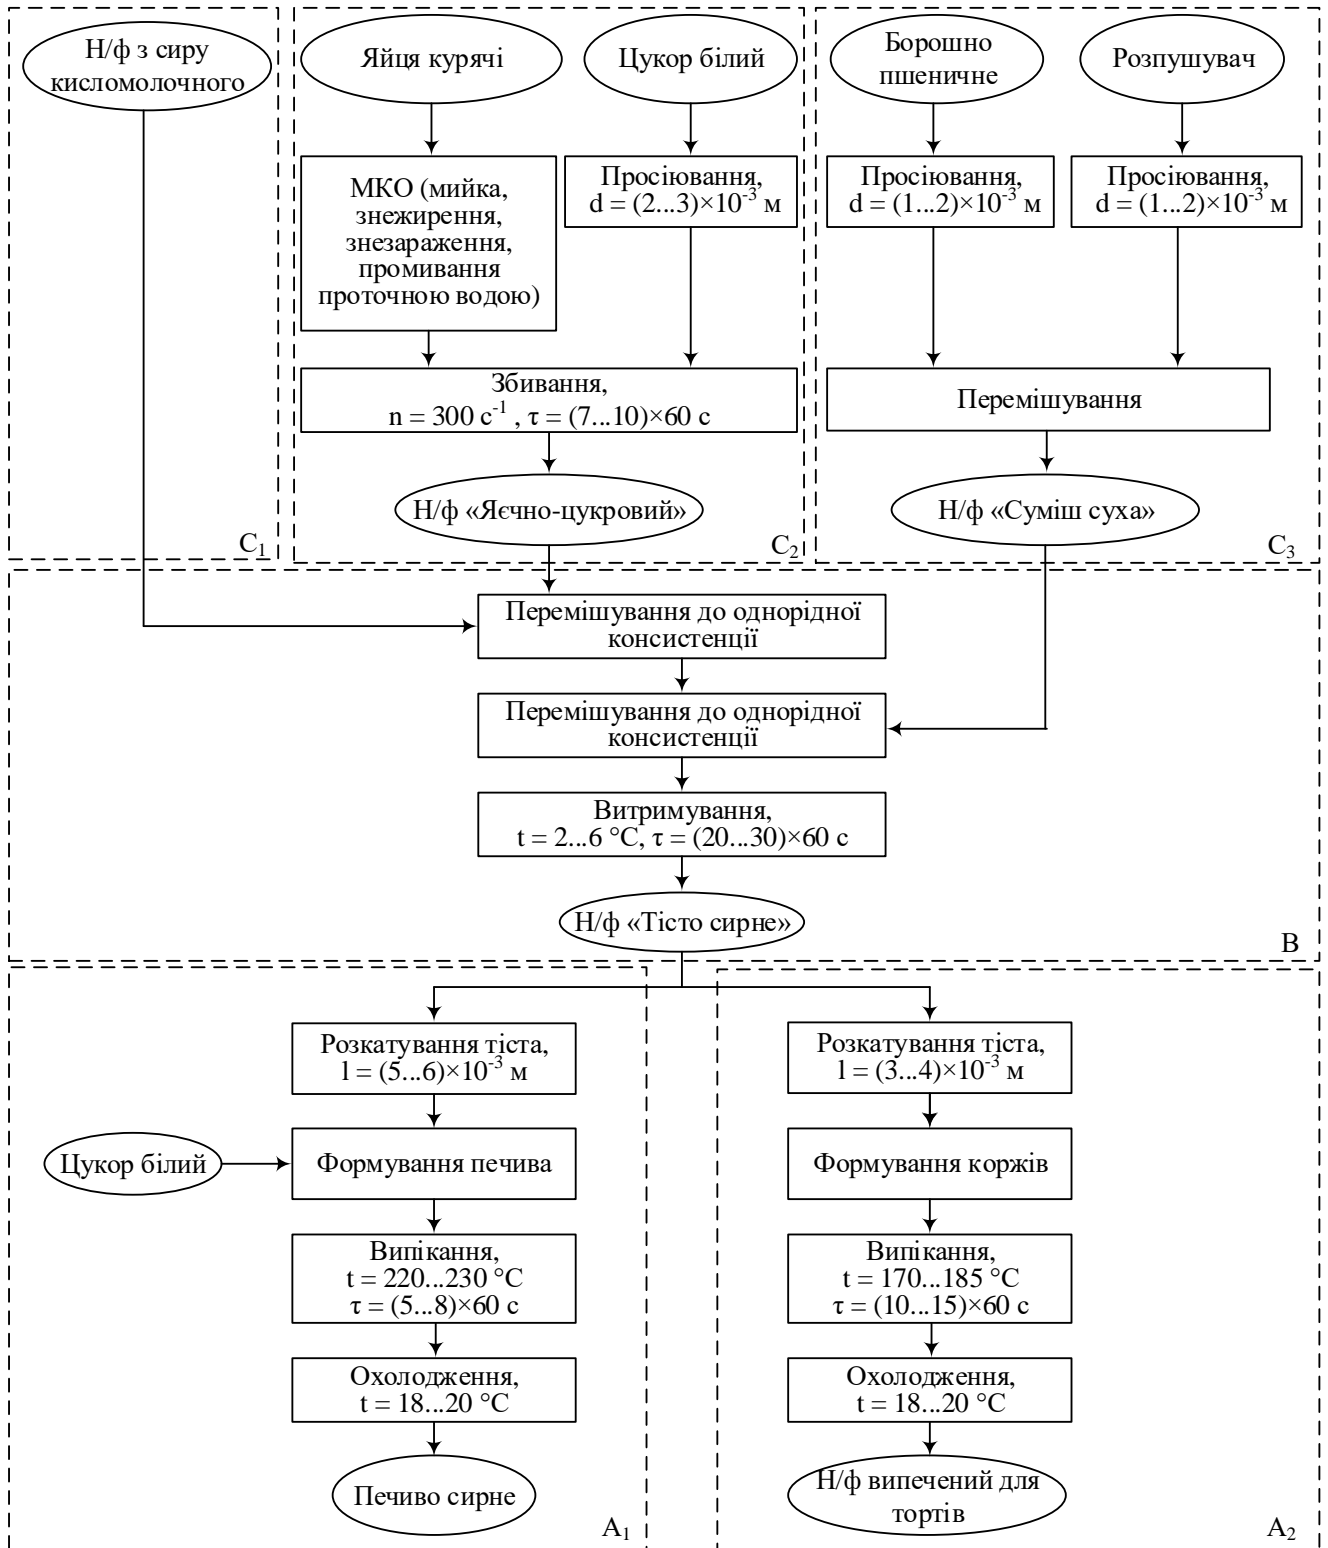 Н/ф з сиру
кисломолочного
Яйця курячі
Цукор білий
Борошно
пшеничне
Розпушувач
МКО (мийка,
знежирення,
знезараження,
промивання
проточною водою)
Просіювання,
d = (2...3)×10⁻³ м
Просіювання,
d = (1...2)×10⁻³ м
Просіювання,
d = (1...2)×10⁻³ м
Збивання,
n = 300 c⁻¹ , τ = (7...10)×60 с
Перемішування
Н/ф «Яєчно-цукровий»
Н/ф «Суміш суха»
C₁
C₂
C₃
Перемішування до однорідної
консистенції
Перемішування до однорідної
консистенції
Витримування,
t = 2...6 °C, τ = (20...30)×60 с
Н/ф «Тісто сирне»
B
Розкатування тіста,
l = (5...6)×10⁻³ м
Розкатування тіста,
l = (3...4)×10⁻³ м
Цукор білий
Формування печива
Формування коржів
Випікання,
t = 220...230 °C
τ = (5...8)×60 с
Випікання,
t = 170...185 °C
τ = (10...15)×60 с
Охолодження,
t = 18...20 °C
Охолодження,
t = 18...20 °C
Печиво сирне
Н/ф випечений для
тортів
A₁
A₂